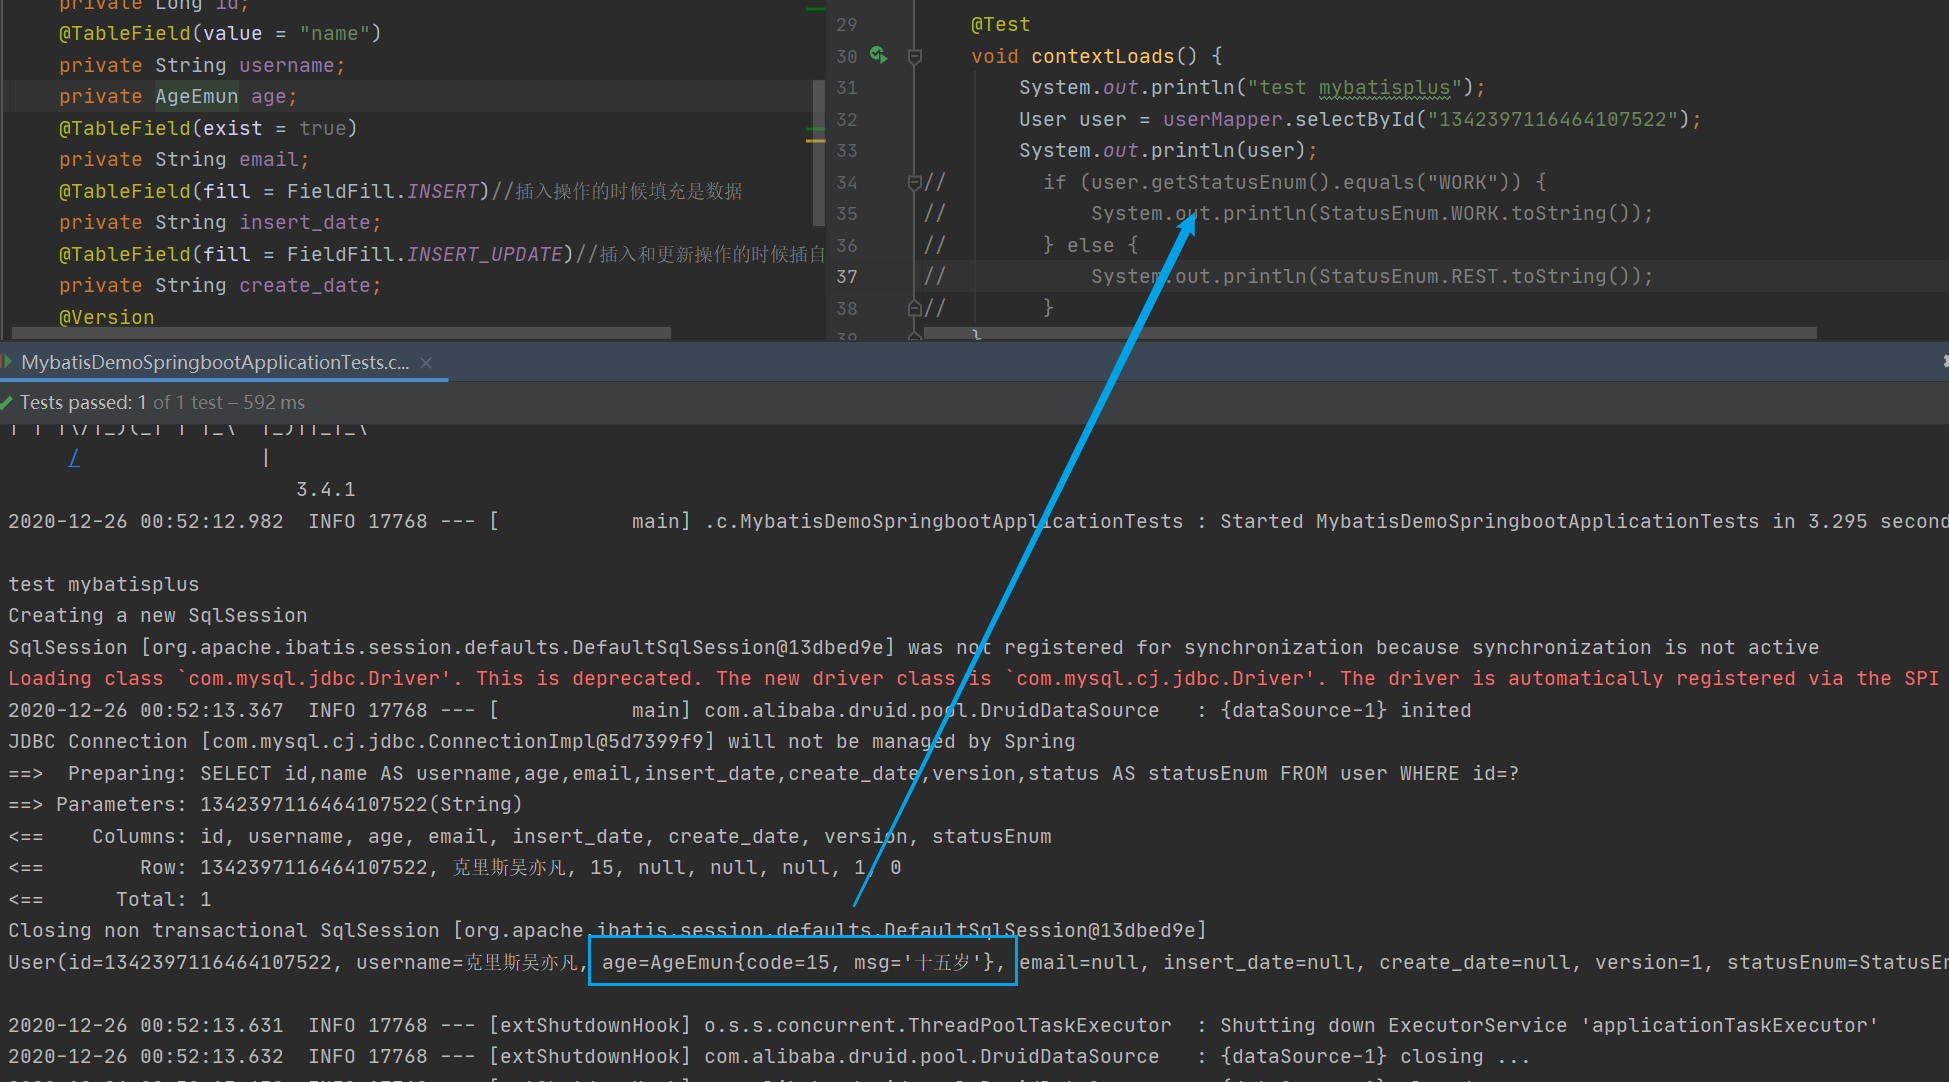 private Long id;
@TableField(value = "name")
private String username;
private AgeEmun age;
@TableField(exist = true)
private String email;
@TableField(fill = FieldFill.INSERT)//插入操作的时候填充是数据
private String insert_date;
@TableField(fill = FieldFill.INSERT_UPDATE)//插入和更新操作的时候插自
private String create_date;
@Version
29 @Test
30 void contextLoads() {
31 System.out.println("test mybatisplus");
32 User user = userMapper.selectById("1342397116464107522");
33 System.out.println(user);
34 // if (user.getStatusEnum().equals("WORK")) {
35 // System.out.println(StatusEnum.WORK.toString());
36 // } else {
37 // System.out.println(StatusEnum.REST.toString());
38 // }
39 }
MybatisDemoSpringbootApplicationTests.c...
Tests passed: 1 of 1 test – 592 ms
/ |
3.4.1
2020-12-26 00:52:12.982 INFO 17768 --- [ main] .c.MybatisDemoSpringbootApplicationTests : Started MybatisDemoSpringbootApplicationTests in 3.295 second
test mybatisplus
Creating a new SqlSession
SqlSession [org.apache.ibatis.session.defaults.DefaultSqlSession@13dbed9e] was not registered for synchronization because synchronization is not active
Loading class `com.mysql.jdbc.Driver'. This is deprecated. The new driver class is `com.mysql.cj.jdbc.Driver'. The driver is automatically registered via the SPI
2020-12-26 00:52:13.367 INFO 17768 --- [ main] com.alibaba.druid.pool.DruidDataSource : {dataSource-1} inited
JDBC Connection [com.mysql.cj.jdbc.ConnectionImpl@5d7399f9] will not be managed by Spring
==> Preparing: SELECT id,name AS username,age,email,insert_date,create_date,version,status AS statusEnum FROM user WHERE id=?
==> Parameters: 1342397116464107522(String)
<== Columns: id, username, age, email, insert_date, create_date, version, statusEnum
<== Row: 1342397116464107522, 克里斯吴亦凡, 15, null, null, null, 1, 0
<== Total: 1
Closing non transactional SqlSession [org.apache.ibatis.session.defaults.DefaultSqlSession@13dbed9e]
User(id=1342397116464107522, username=克里斯吴亦凡, age=AgeEmun{code=15, msg='十五岁'}, email=null, insert_date=null, create_date=null, version=1, statusEnum=StatusEn
2020-12-26 00:52:13.631 INFO 17768 --- [extShutdownHook] o.s.s.concurrent.ThreadPoolTaskExecutor : Shutting down ExecutorService 'applicationTaskExecutor'
2020-12-26 00:52:13.632 INFO 17768 --- [extShutdownHook] com.alibaba.druid.pool.DruidDataSource : {dataSource-1} closing ...